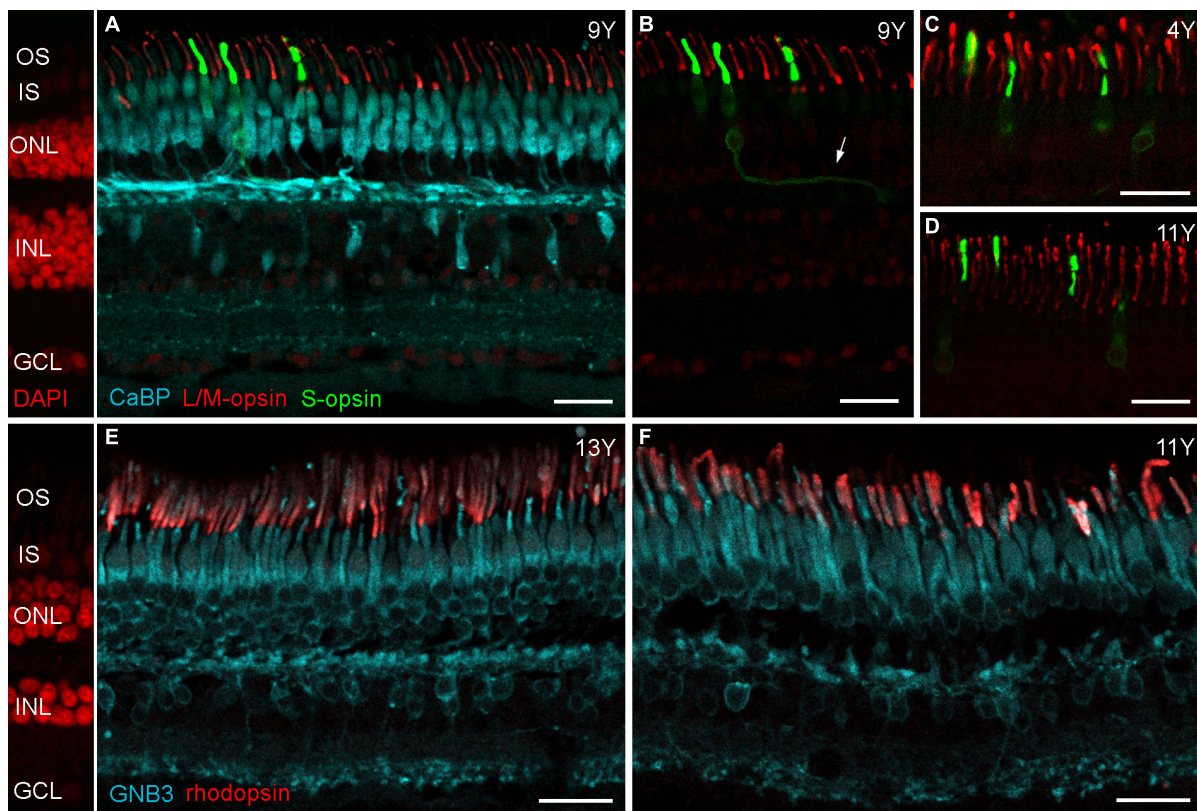 A 9Y
B 9Y
C 4Y
OS
IS
ONL
INL
GCL
D 11Y
DAPI
CaBP L/M-opsin S-opsin
E 13Y
F 11Y
OS
IS
ONL
INL
GCL
GNB3 rhodopsin